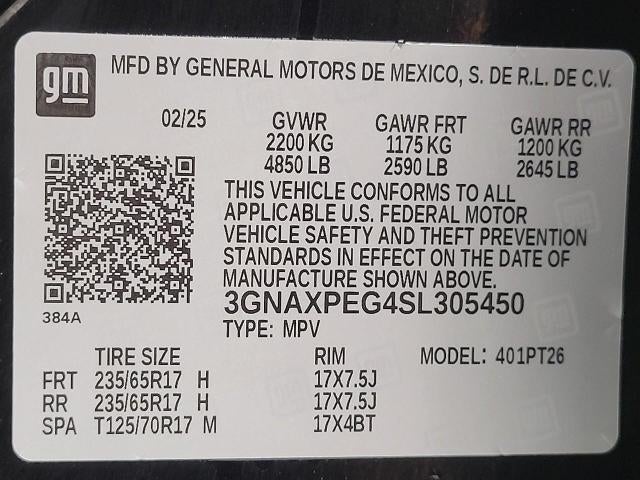 gm
MFD BY GENERAL MOTORS DE MEXICO, S. DE R.L. DE C.V.
02/25 GVWR GAWR FRT GAWR RR
2200 KG 1175 KG 1200 KG
4850 LB 2590 LB 2645 LB
THIS VEHICLE CONFORMS TO ALL
APPLICABLE U.S. FEDERAL MOTOR
VEHICLE SAFETY AND THEFT PREVENTION
STANDARDS IN EFFECT ON THE DATE OF
MANUFACTURE SHOWN ABOVE.
3GNAXPEG4SL305450
384A
TYPE: MPV
TIRE SIZE RIM MODEL: 401PT26
FRT 235/65R17 H 17X7.5J
RR 235/65R17 H 17X7.5J
SPA T125/70R17 M 17X4BT